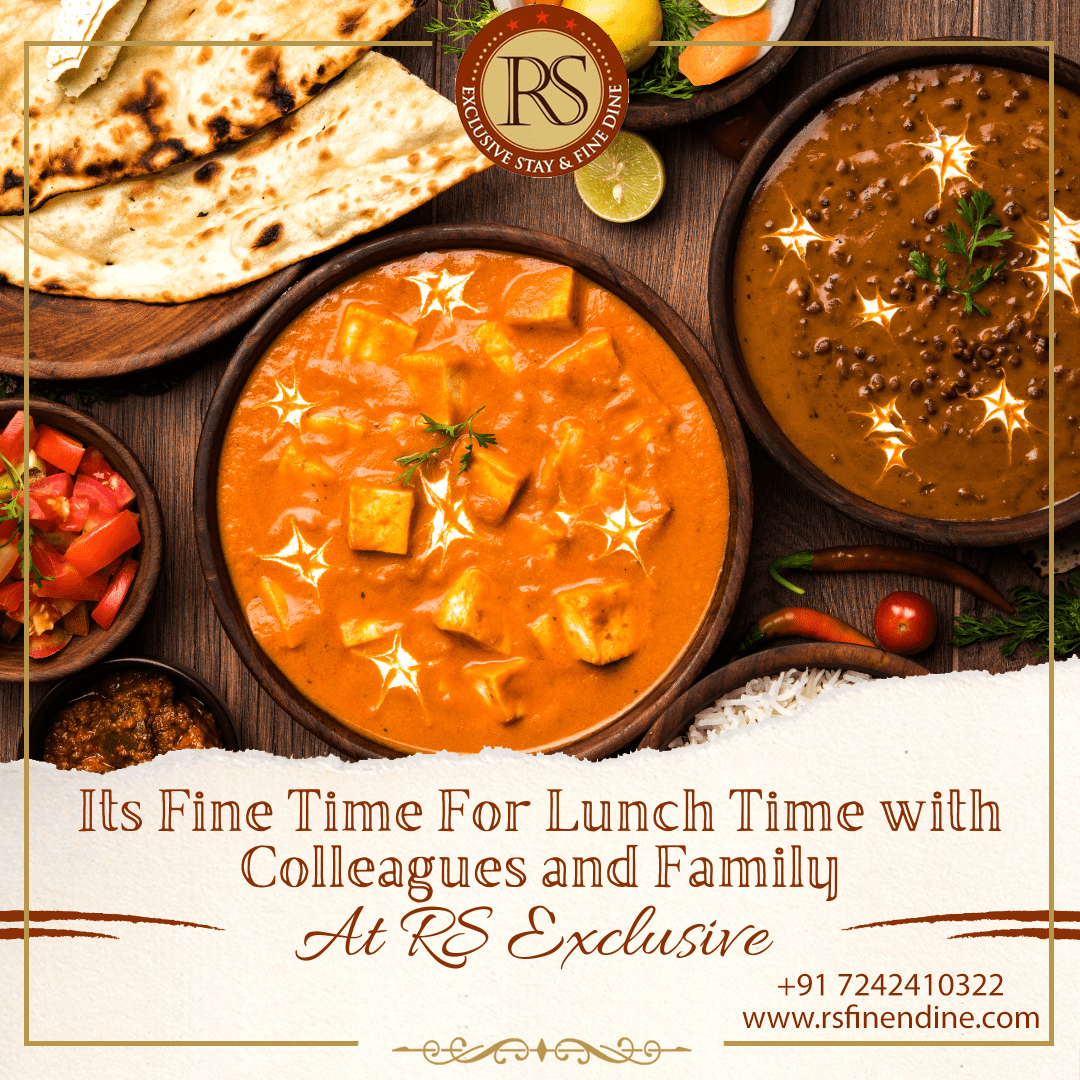 RS
EXCLUSIVE STAY & FINE DINE
Its Fine Time For Lunch Time with
Colleagues and Family
At RS Exclusive
+91 7242410322
www.rsfinendine.com